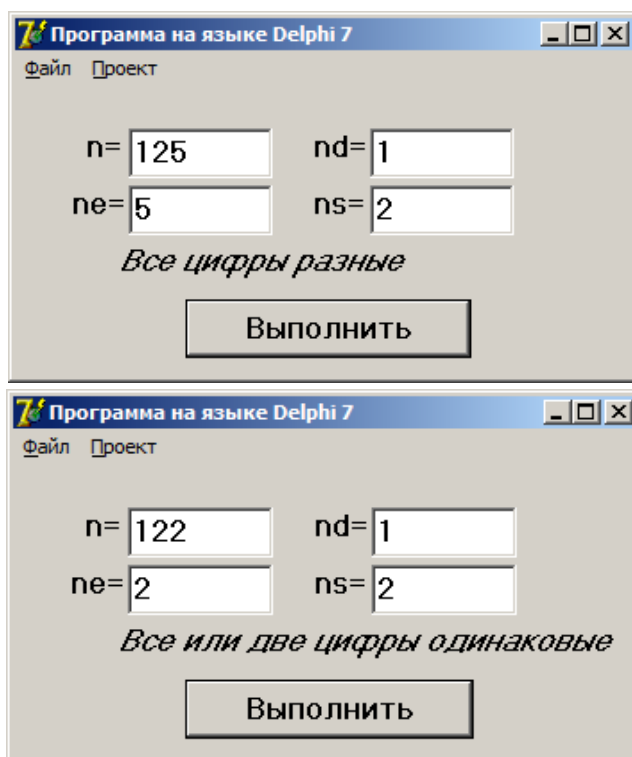 Программа на языке Delphi 7
Файл Проект
n= 125 nd= 1
ne= 5 ns= 2
Все цифры разные
Выполнить
Программа на языке Delphi 7
Файл Проект
n= 122 nd= 1
ne= 2 ns= 2
Все или две цифры одинаковые
Выполнить